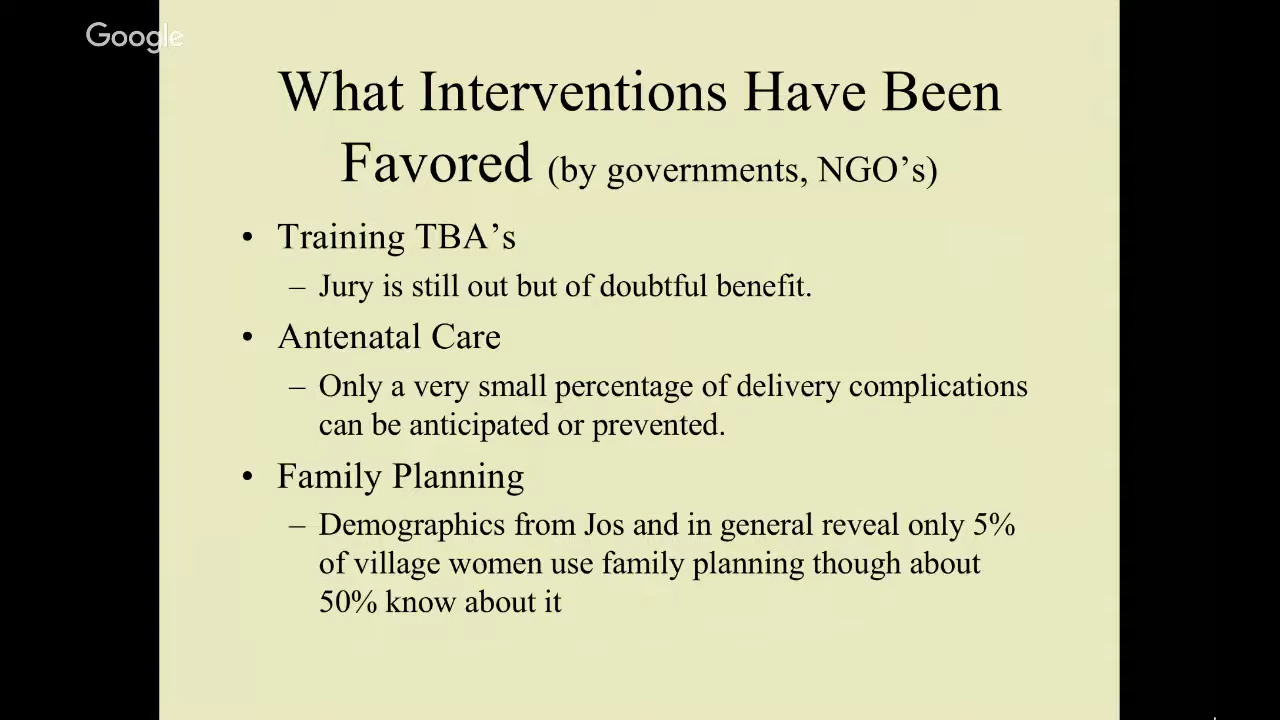 Google
What Interventions Have Been
Favored (by governments, NGO’s)
• Training TBA’s
– Jury is still out but of doubtful benefit.
• Antenatal Care
– Only a very small percentage of delivery complications
can be anticipated or prevented.
• Family Planning
– Demographics from Jos and in general reveal only 5%
of village women use family planning though about
50% know about it